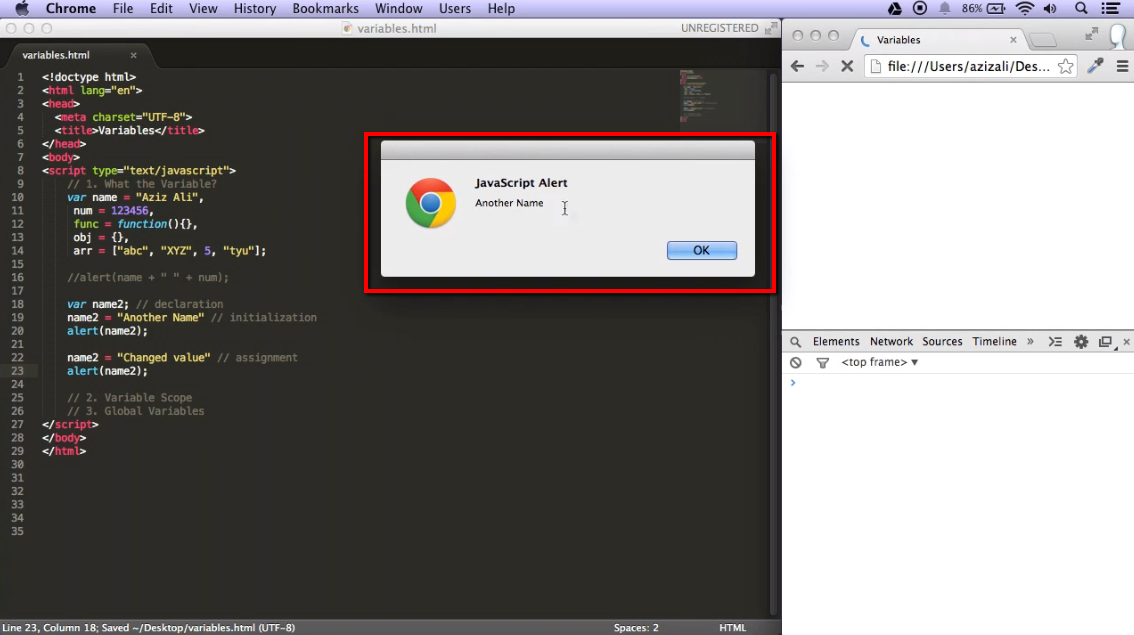 Chrome File Edit View History Bookmarks Window Users Help 86%
variables.html UNREGISTERED
variables.html ×
1 <!doctype html>
2 <html lang="en">
3 <head>
4 <meta charset="UTF-8">
5 <title>Variables</title>
6 </head>
7 <body>
8 <script type="text/javascript">
9 // 1. What the Variable?
10 var name = "Aziz Ali",
11 num = 123456,
12 func = function(){},
13 obj = {},
14 arr = ["abc", "XYZ", 5, "tyu"];
15
16 //alert(name + " " + num);
17
18 var name2; // declaration
19 name2 = "Another Name" // initialization
20 alert(name2);
21
22 name2 = "Changed value" // assignment
23 alert(name2);
24
25 // 2. Variable Scope
26 // 3. Global Variables
27 </script>
28 </body>
29 </html>
30
31
32
33
34
35
Line 23, Column 18; Saved ~/Desktop/variables.html (UTF-8) Spaces: 2 HTML
JavaScript Alert
Another Name
OK
Variables ×
file:///Users/azizali/Des...
Elements Network Sources Timeline »
<top frame> ▼